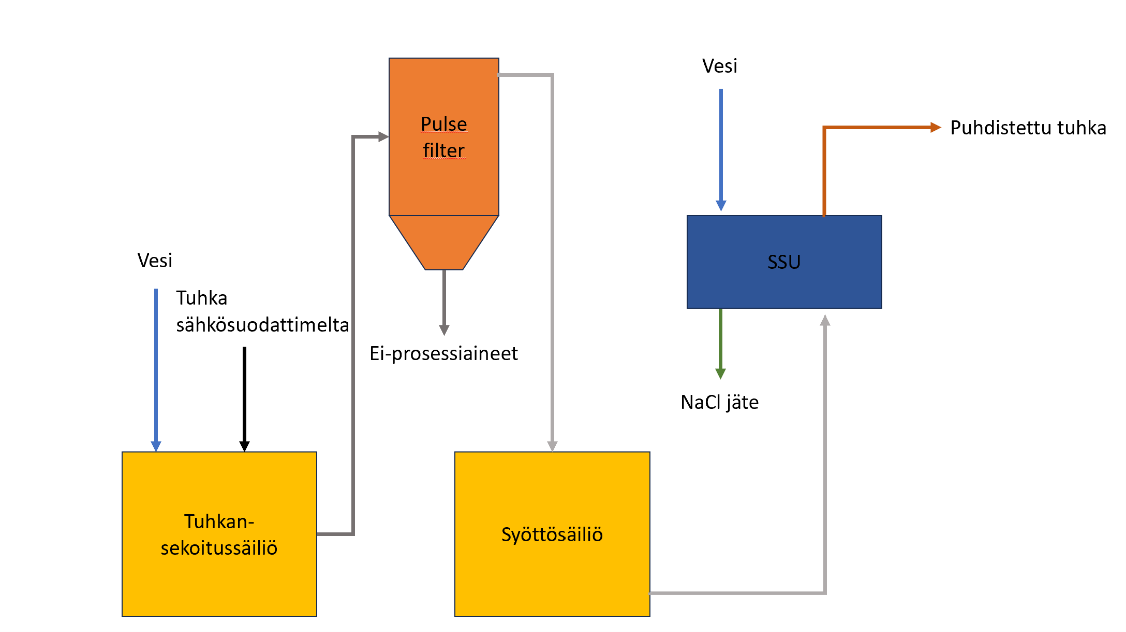 Vesi
Puhdistettu tuhka
Pulse
filter
Vesi
SSU
Tuhka
sähkösuodattimelta
Ei-prosessiaineet
NaCl jäte
Tuhkan-
sekoitussäiliö
Syöttösäiliö